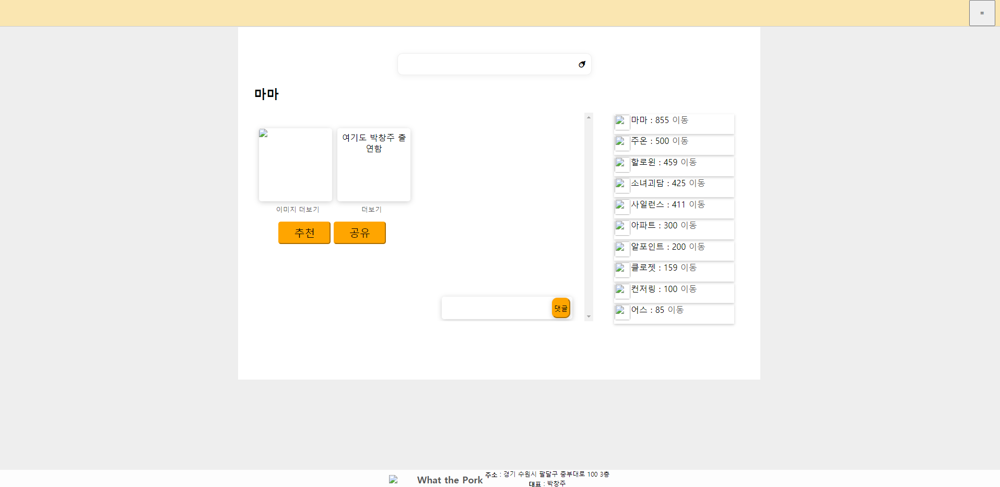 =
마마
여기도 박창주 출
연함
이미지 더보기
더보기
추천
공유
댓글
마마 : 855 이동
주온 : 500 이동
할로윈 : 459 이동
소녀괴담 : 425 이동
사일런스 : 411 이동
아파트 : 300 이동
알포인트 : 200 이동
클로젯 : 159 이동
컨저링 : 100 이동
어스 : 85 이동
What the Pork
주소 : 경기 수원시 팔달구 중부대로 100 3층
대표 : 박창주